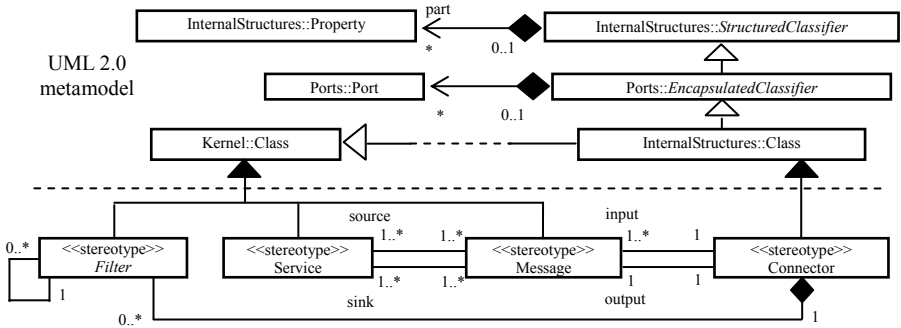 part
InternalStructures::Property
InternalStructures::StructuredClassifier
*
0..1
UML 2.0
metamodel
Ports::Port
Ports::EncapsulatedClassifier
*
0..1
Kernel::Class
InternalStructures::Class
source
input
0..*
<<stereotype>>
Filter
<<stereotype>>
Service
1..*
1..*
<<stereotype>>
Message
1..*
1
<<stereotype>>
Connector
1
1..*
1..*
1
1
sink
output
0..*
1